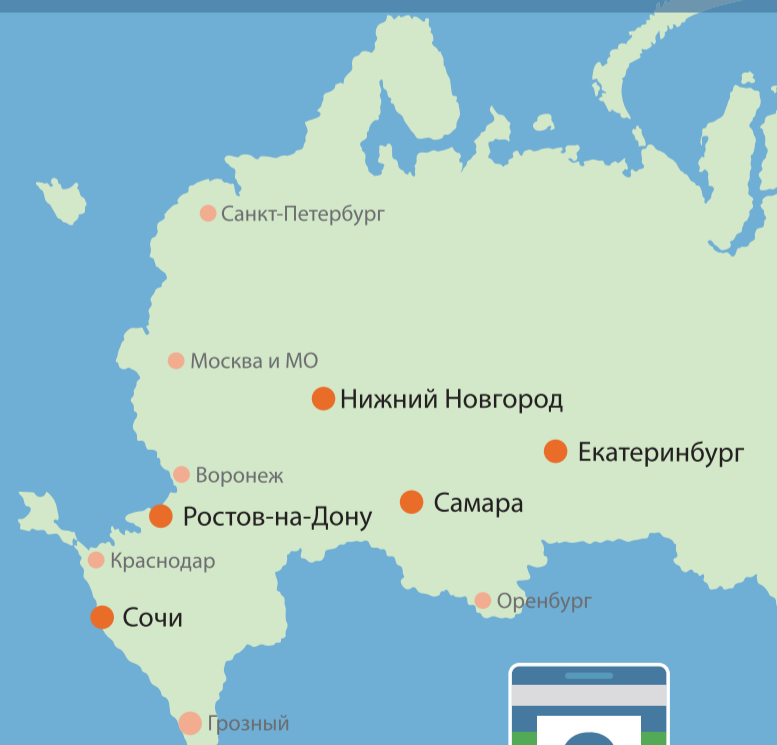 Санкт-Петербург
Москва и МО
Нижний Новгород
Екатеринбург
Воронеж
Самара
Ростов-на-Дону
Краснодар
Оренбург
Сочи
Грозный